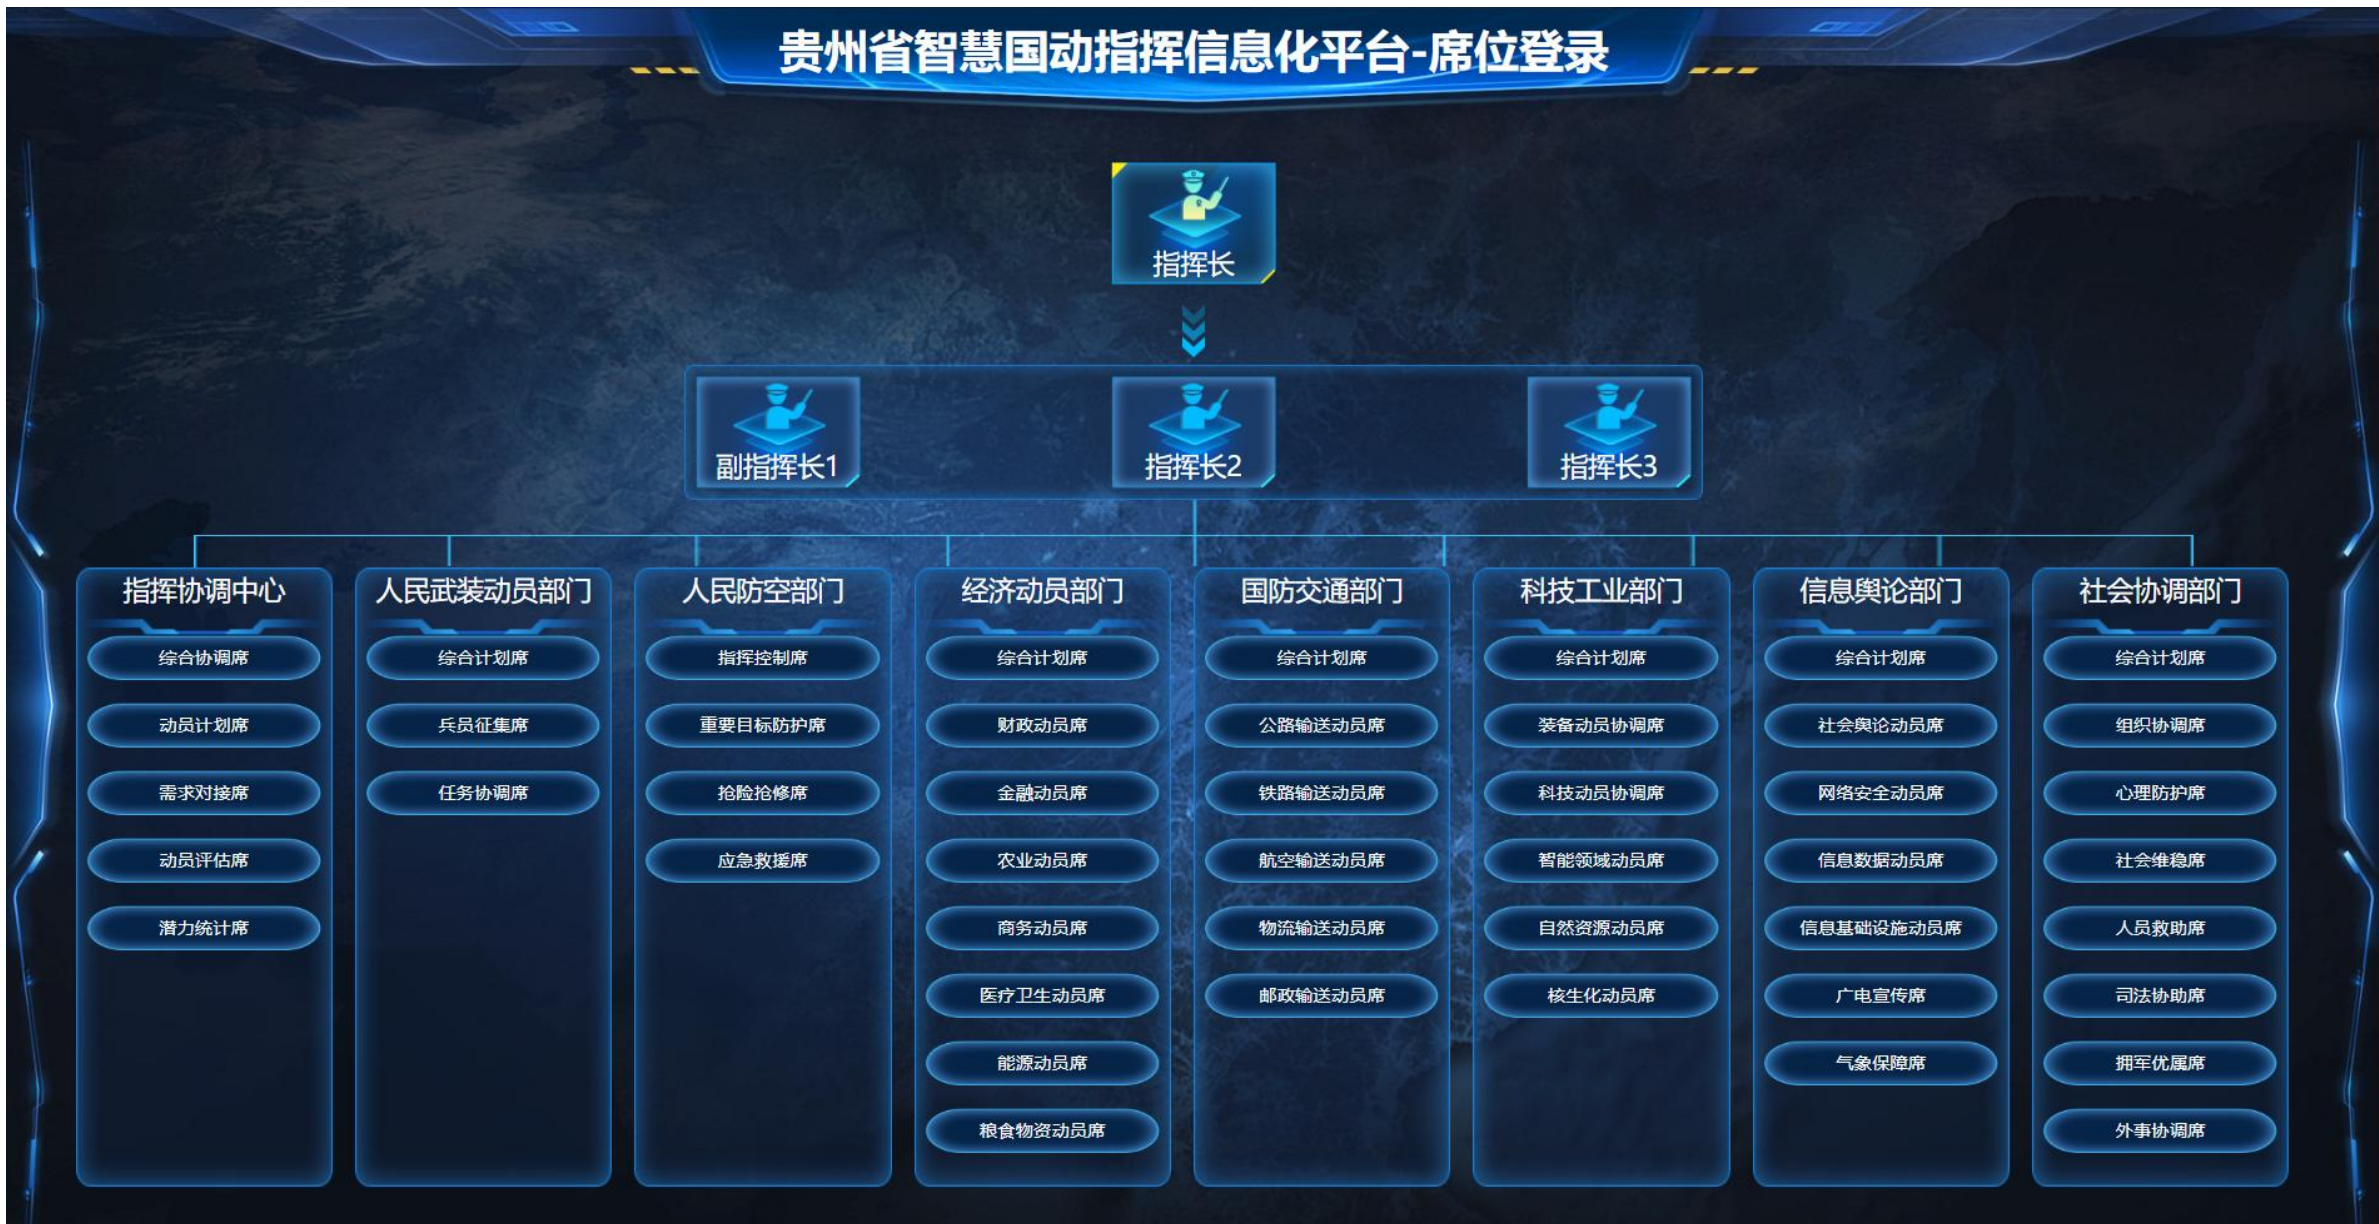 贵州省智慧国动指挥信息化平台-席位登录
指挥长
副指挥长1
指挥长2
指挥长3
指挥协调中心
综合协调席
动员计划席
需求对接席
动员评估席
潜力统计席
人民武装动员部门
综合计划席
兵员征集席
任务协调席
人民防空部门
指挥控制席
重要目标防护席
抢险抢修席
应急救援席
经济动员部门
综合计划席
财政动员席
金融动员席
农业动员席
商务动员席
医疗卫生动员席
能源动员席
粮食物资动员席
国防交通部门
综合计划席
公路输送动员席
铁路输送动员席
航空输送动员席
物流输送动员席
邮政输送动员席
科技工业部门
综合计划席
装备动员协调席
科技动员协调席
智能领域动员席
自然资源动员席
核生化动员席
信息舆论部门
综合计划席
社会舆论动员席
网络安全动员席
信息数据动员席
信息基础设施动员席
广电宣传席
气象保障席
社会协调部门
综合计划席
组织协调席
心理防护席
社会维稳席
人员救助席
司法协助席
拥军优属席
外事协调席